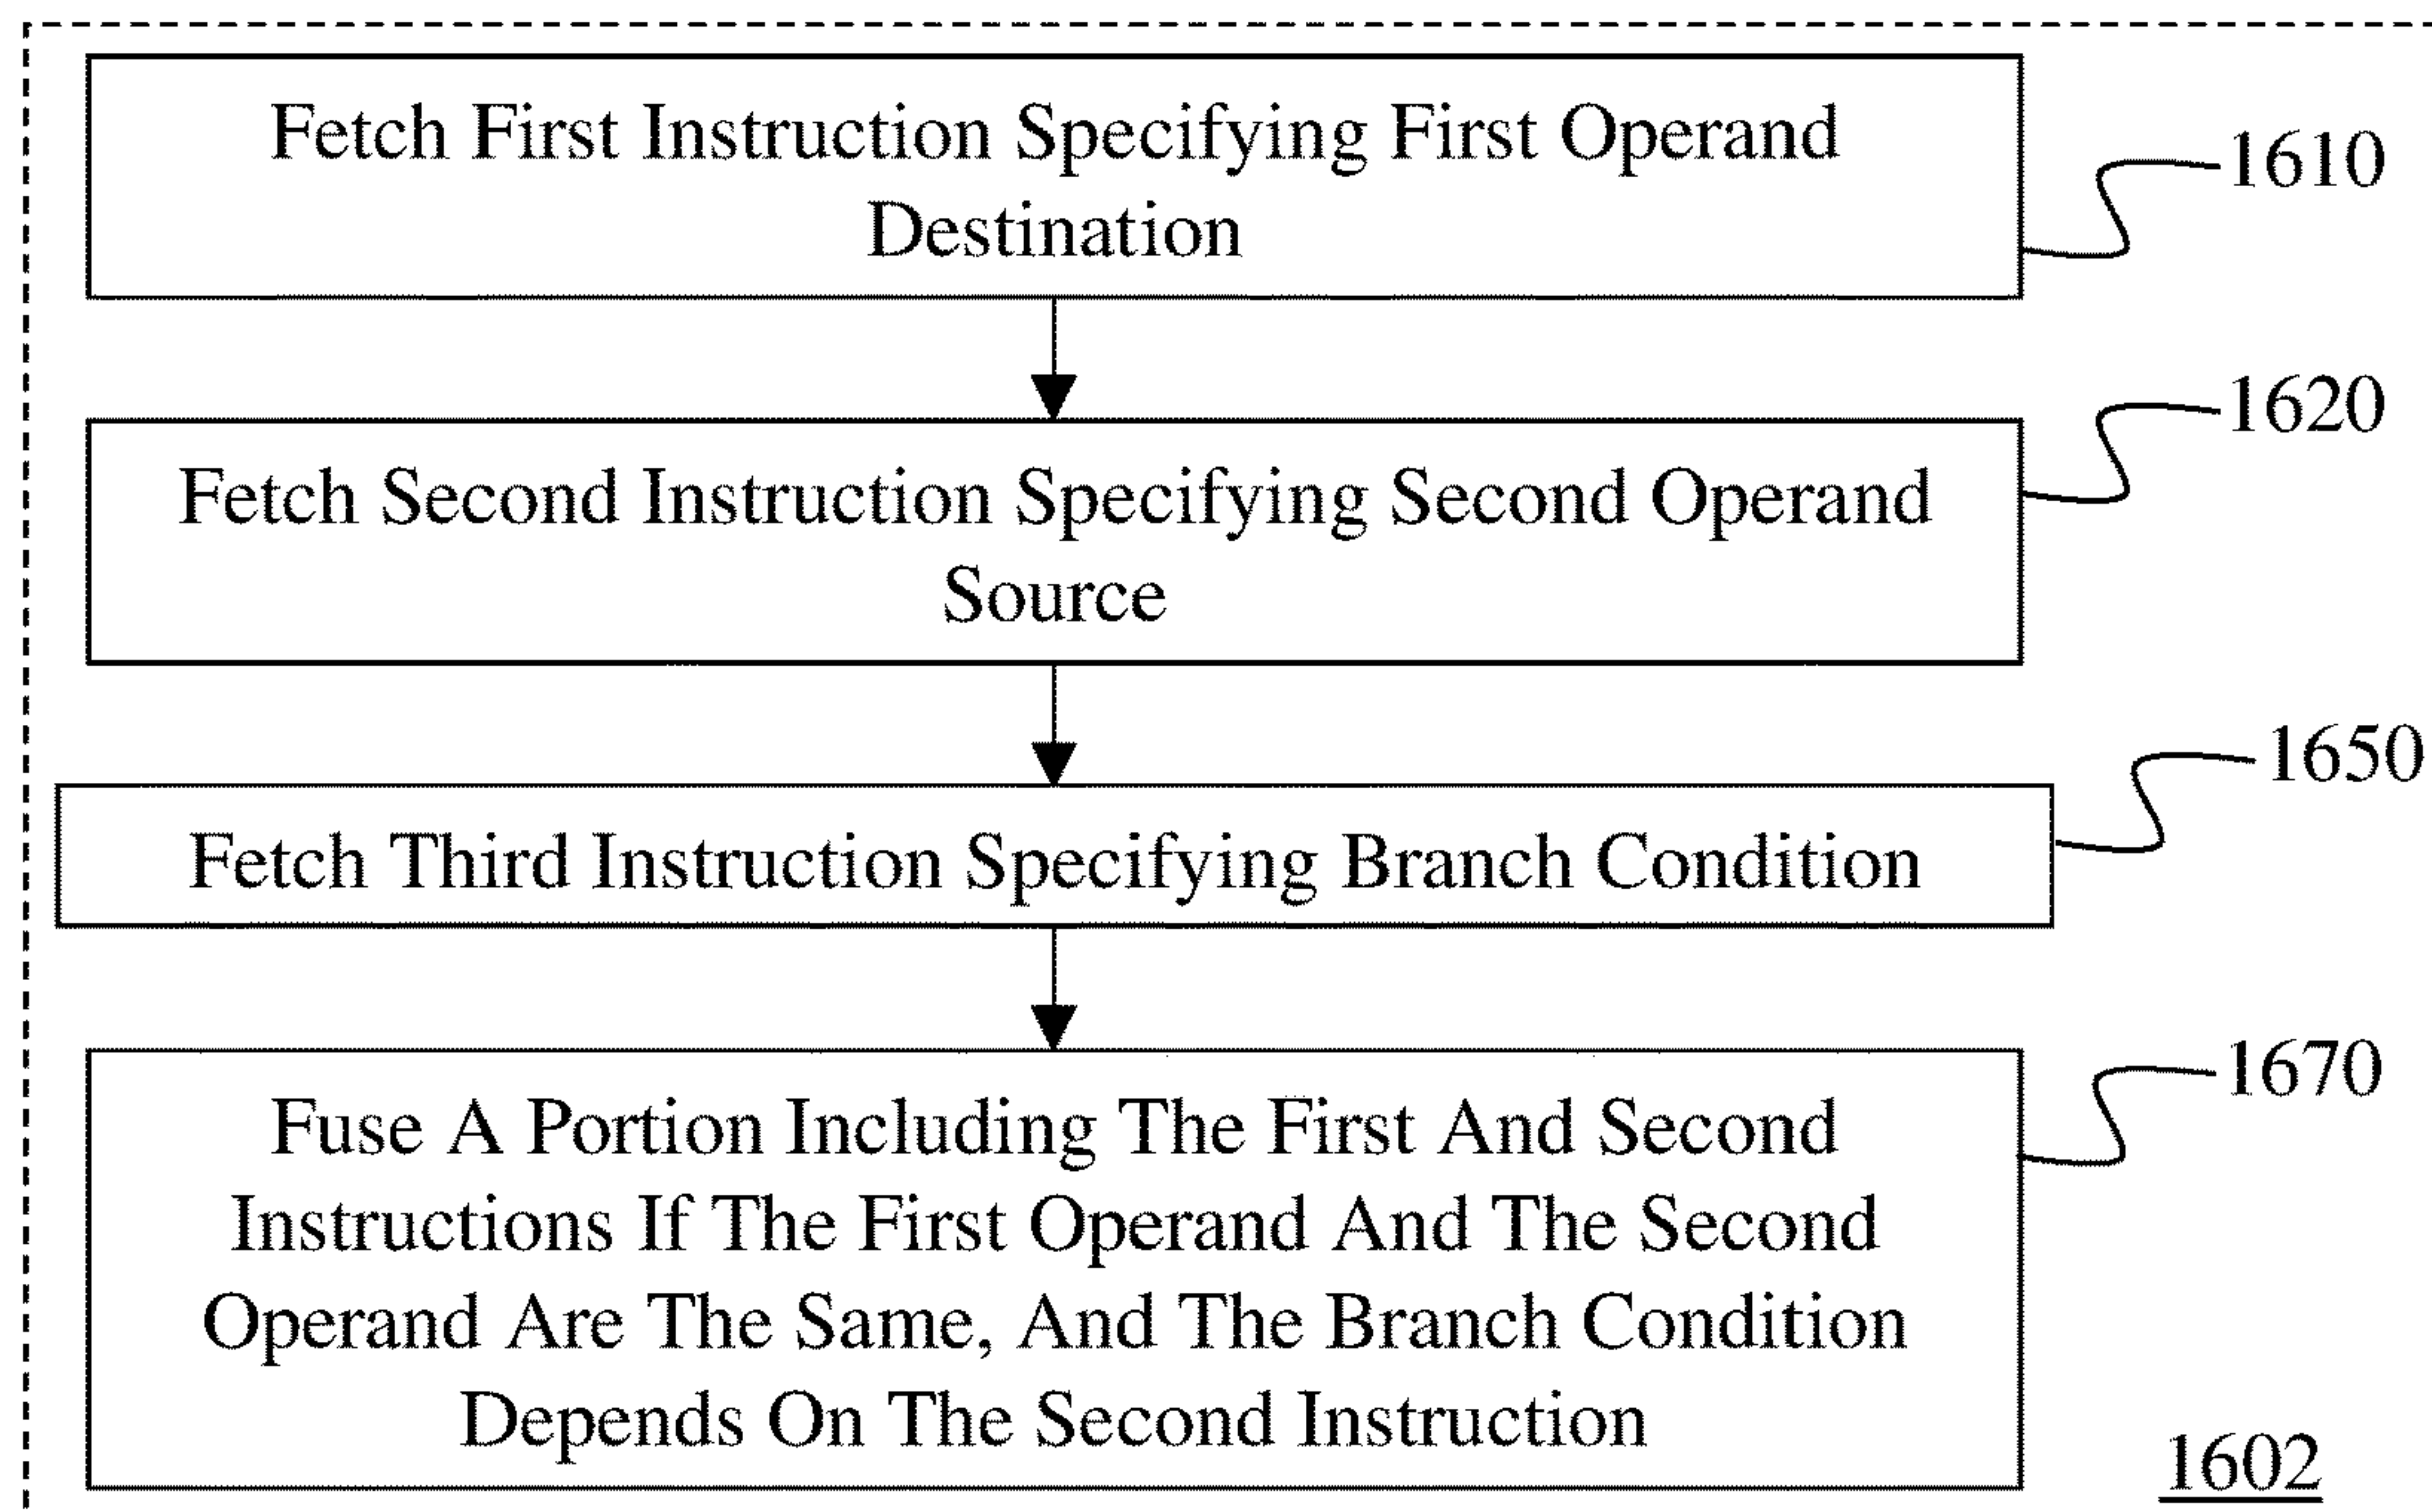 Fetch First Instruction Specifying First Operand
Destination
1610
Fetch Second Instruction Specifying Second Operand
Source
1620
Fetch Third Instruction Specifying Branch Condition
1650
Fuse A Portion Including The First And Second
Instructions If The First Operand And The Second
Operand Are The Same, And The Branch Condition
Depends On The Second Instruction
1670
1602